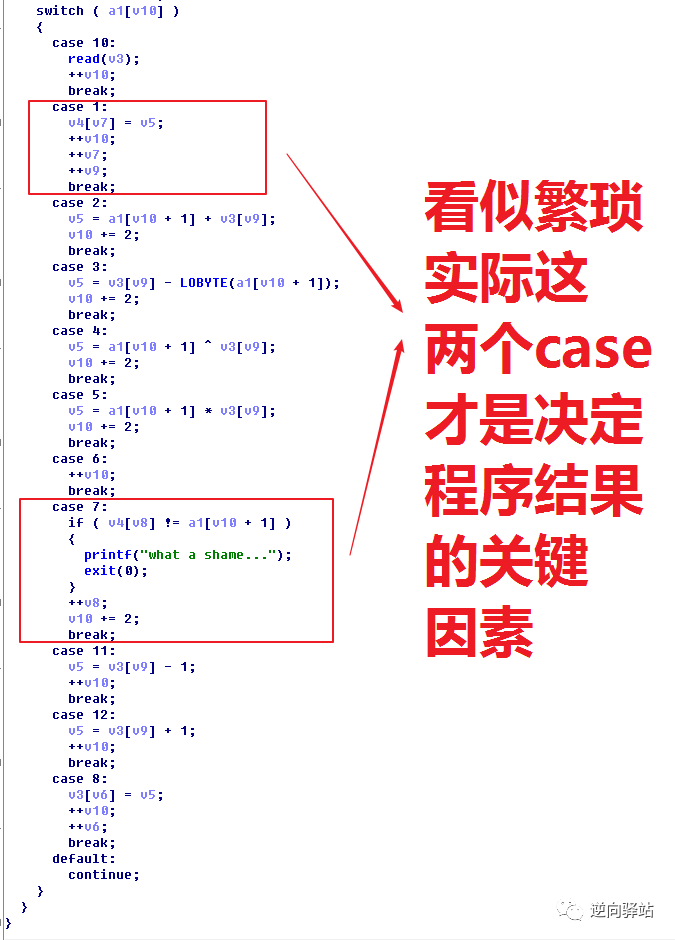 switch ( a1[v10] )
{
case 10:
read(v3);
++v10;
break;
case 1:
v4[v7] = v5;
++v10;
++v7;
++v9;
break;
case 2:
v5 = a1[v10 + 1] + v3[v9];
v10 += 2;
break;
case 3:
v5 = v3[v9] - LOBYTE(a1[v10 + 1]);
v10 += 2;
break;
case 4:
v5 = a1[v10 + 1] ^ v3[v9];
v10 += 2;
break;
case 5:
v5 = a1[v10 + 1] * v3[v9];
v10 += 2;
break;
case 6:
++v10;
break;
case 7:
if ( v4[v8] != a1[v10 + 1] )
{
printf("what a shame...");
exit(0);
}
++v8;
v10 += 2;
break;
case 11:
v5 = v3[v9] - 1;
++v10;
break;
case 12:
v5 = v3[v9] + 1;
++v10;
break;
case 8:
v3[v6] = v5;
++v10;
++v6;
break;
default:
continue;
}
}
}
看似繁琐
实际这
两个case
才是决定
程序结果
的关键
因素
逆向驿站